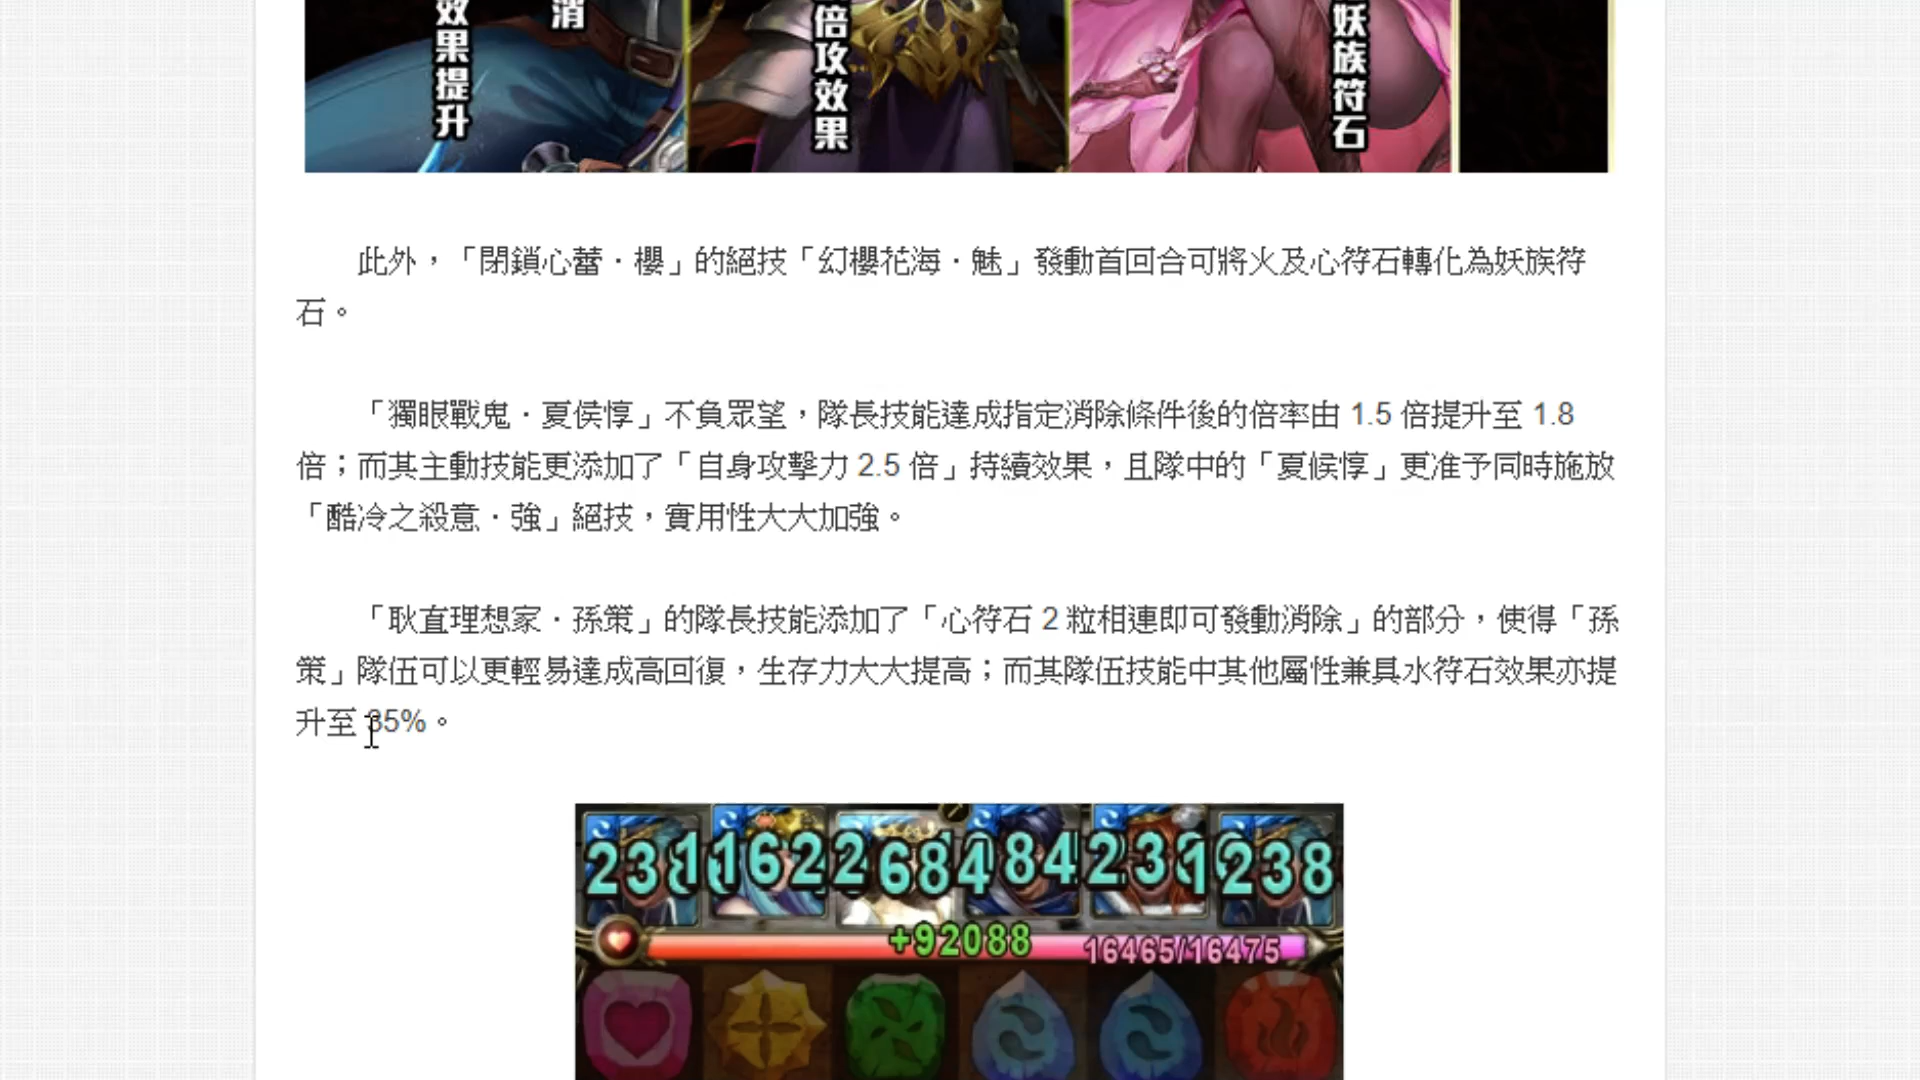 效果提升
消
倍攻效果
妖族符石
此外，「閉鎖心蕾．櫻」的絕技「幻櫻花海．魅」發動首回合可將火及心符石轉化為妖族符
石。
「獨眼戰鬼．夏侯惇」不負眾望，隊長技能達成指定消除條件後的倍率由 1.5 倍提升至 1.8
倍；而其主動技能更添加了「自身攻擊力 2.5 倍」持續效果，且隊中的「夏候惇」更准予同時施放
「酷冷之殺意．強」絕技，實用性大大加強。
「耿直理想家．孫策」的隊長技能添加了「心符石 2 粒相連即可發動消除」的部分，使得「孫
策」隊伍可以更輕易達成高回復，生存力大大提高；而其隊伍技能中其他屬性兼具水符石效果亦提
升至 35%。
+92088
16465/16475